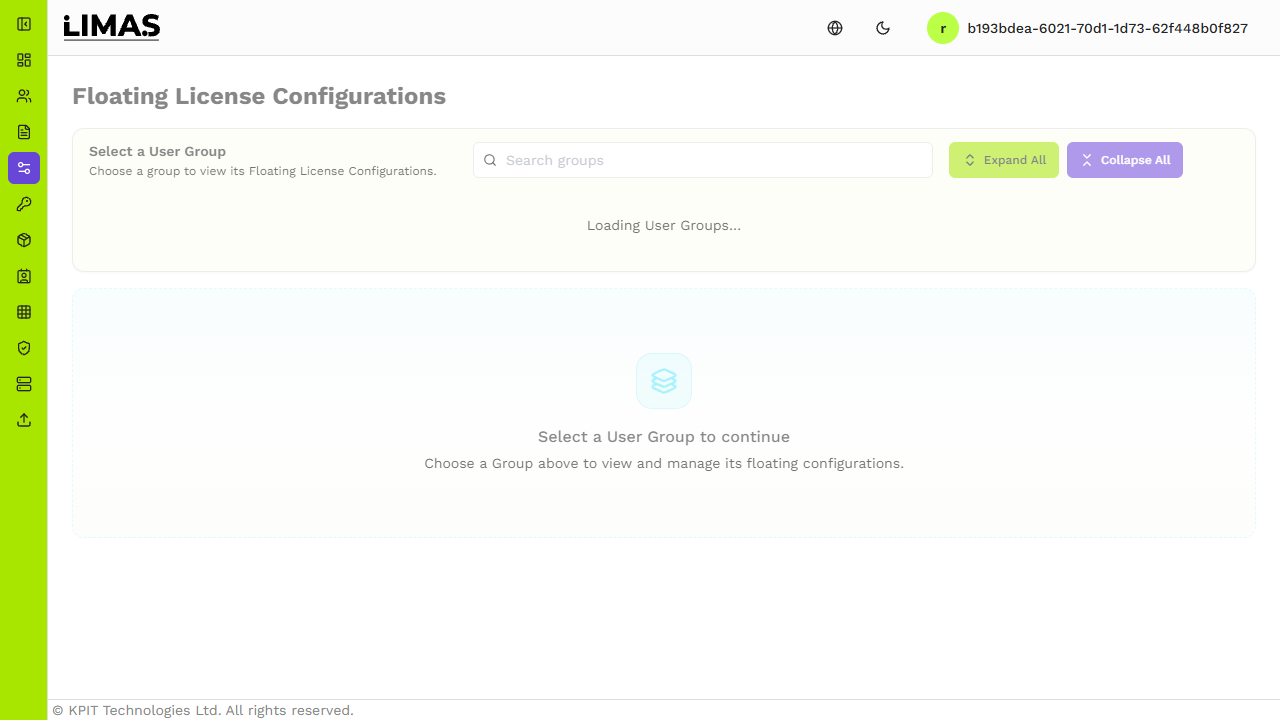 LIMAS
r b193bdea-6021-70d1-1d73-62f448b0f827
Floating License Configurations
Select a User Group
Choose a group to view its Floating License Configurations.
Search groups
Expand All
Collapse All
Loading User Groups...
Select a User Group to continue
Choose a Group above to view and manage its floating configurations.
© KPIT Technologies Ltd. All rights reserved.